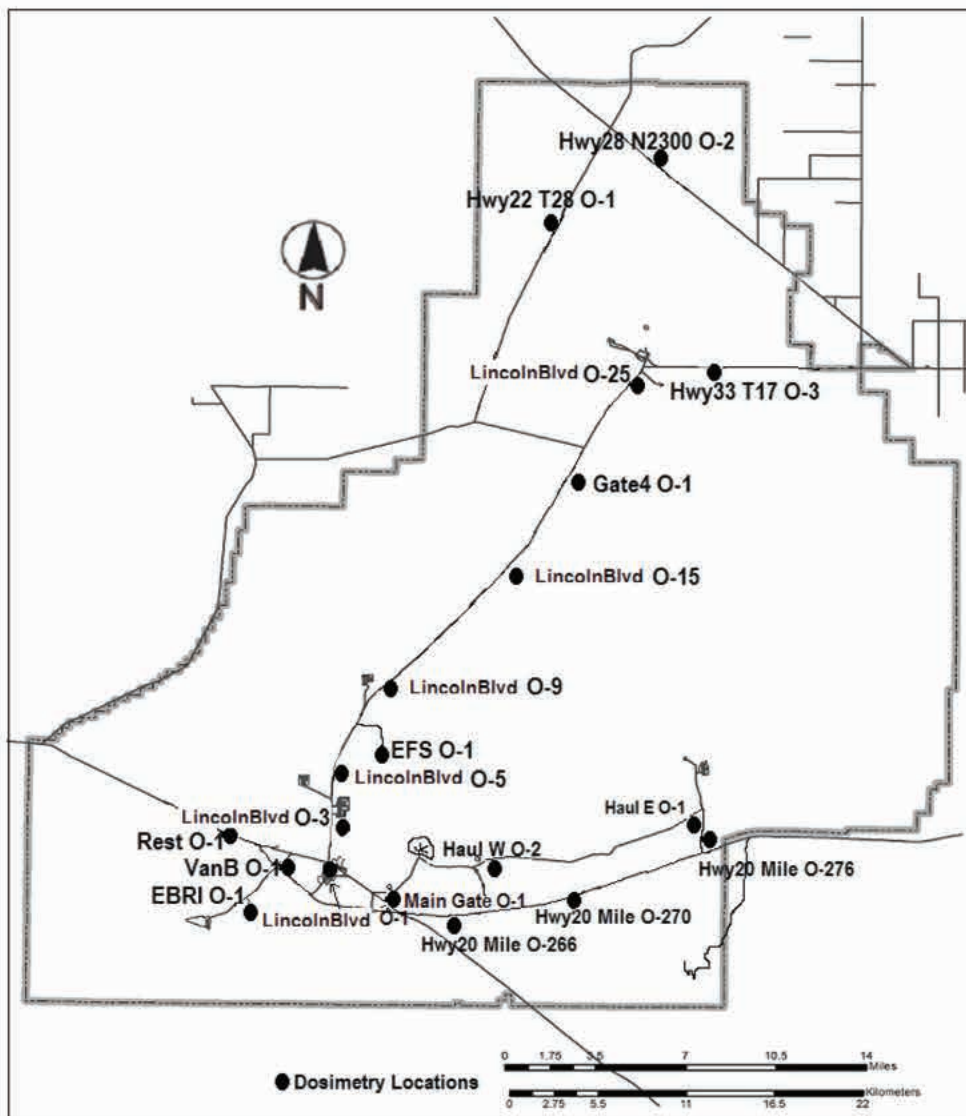 Hwy28 N2300 O-2
Hwy22 T28 O-1
N
LincolnBlvd O-25
Hwy33 T17 O-3
Gate4 O-1
LincolnBlvd O-15
LincolnBlvd O-9
EFS O-1
LincolnBlvd O-5
LincolnBlvd O-3
Haul E O-1
Rest O-1
Haul W O-2
VanB O-1
Hwy20 Mile O-276
EBRI O-1
Main Gate O-1
LincolnBlvd O-1
Hwy20 Mile O-270
Hwy20 Mile O-266
0 1.75 3.5 7 10.5 14
Miles
Dosimetry Locations
Kilometers
0 2.75 5.5 11 16.5 22